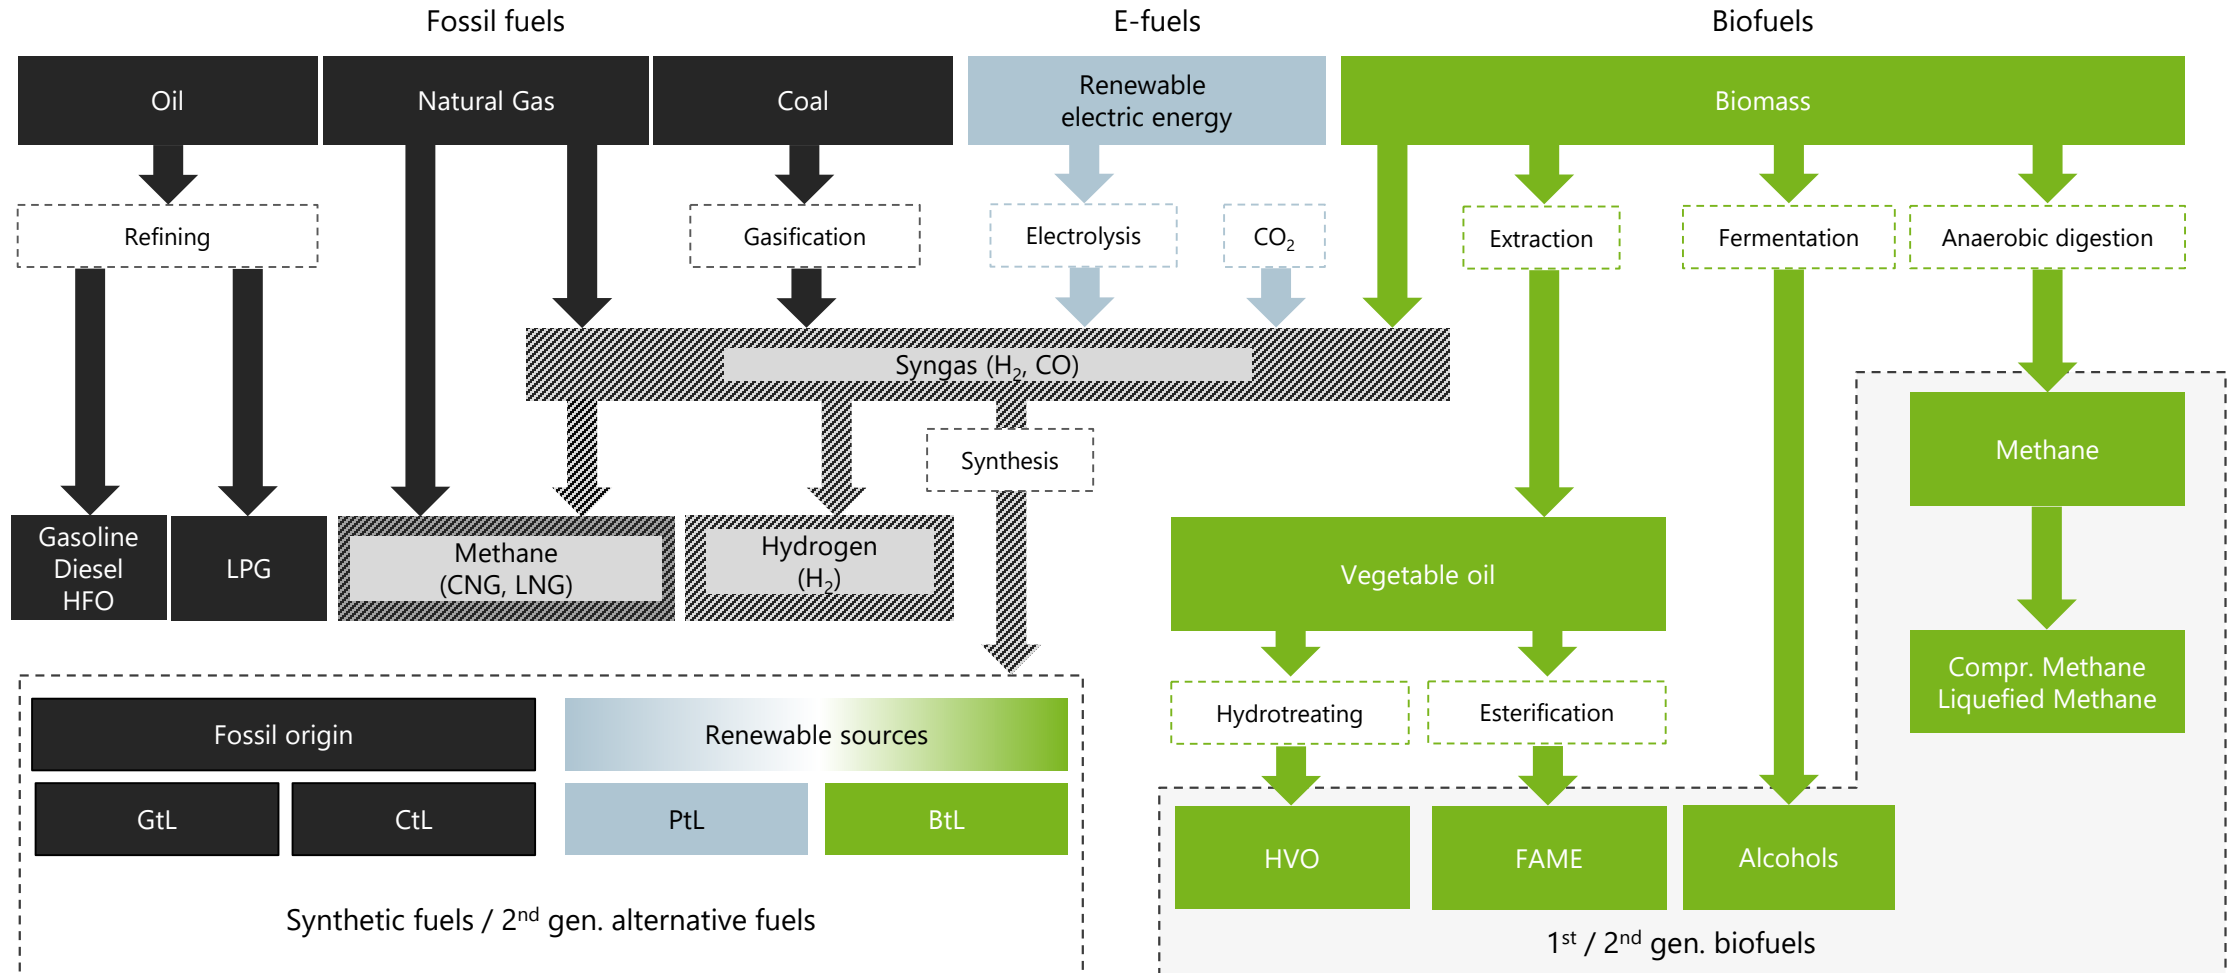 Fossil fuels
E-fuels
Biofuels
Oil
Natural Gas
Coal
Renewable
electric energy
Biomass
Refining
Gasification
Electrolysis
CO₂
Extraction
Fermentation
Anaerobic digestion
Syngas (H₂, CO)
Synthesis
Methane
Gasoline
Diesel
HFO
LPG
Methane
(CNG, LNG)
Hydrogen
(H₂)
Vegetable oil
Compr. Methane
Liquefied Methane
Hydrotreating
Esterification
Fossil origin
Renewable sources
GtL
CtL
PtL
BtL
HVO
FAME
Alcohols
Synthetic fuels / 2nd gen. alternative fuels
1st / 2nd gen. biofuels